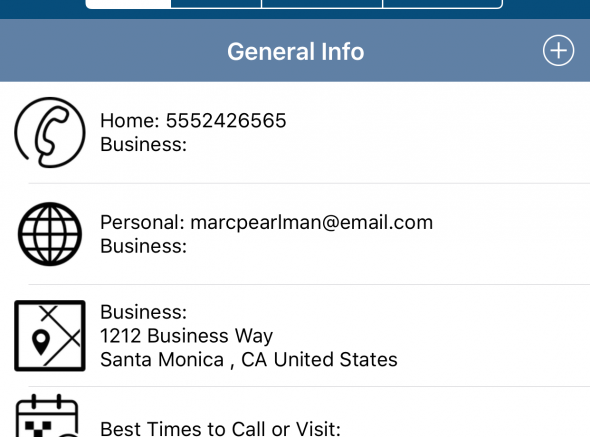 General Info
Home: 5552426565
Business:
Personal: marcpearlman@email.com
Business:
Business:
1212 Business Way
Santa Monica , CA United States
Best Times to Call or Visit: